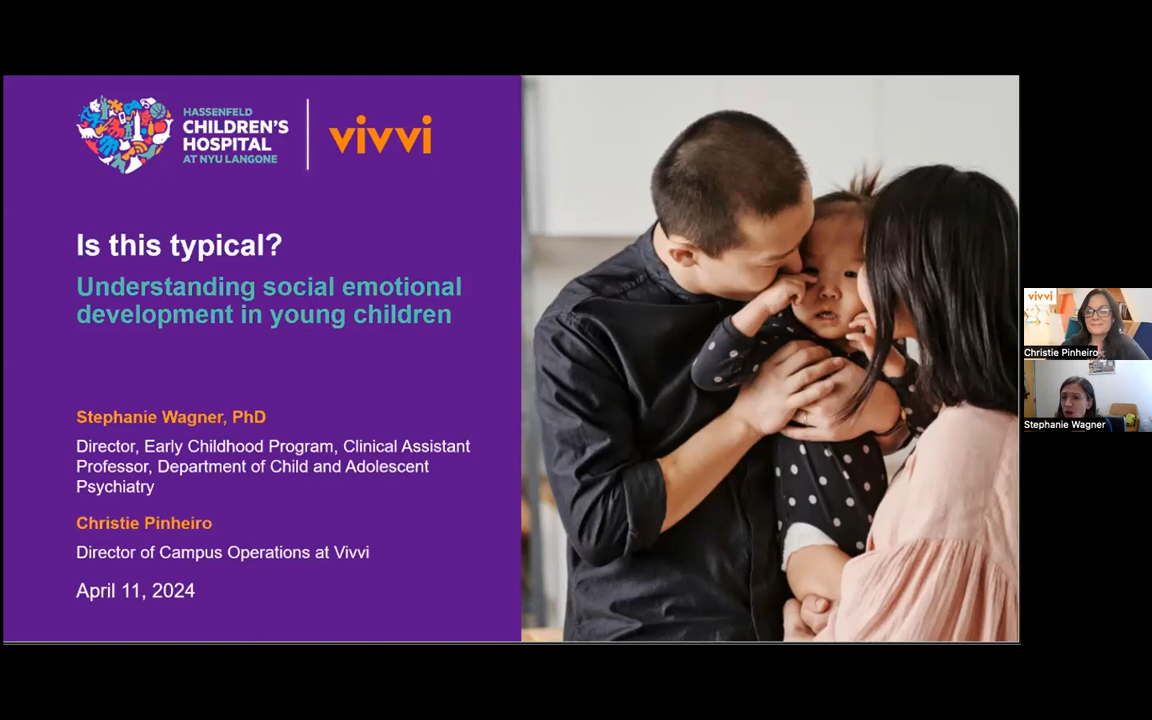 HASSENFELD
CHILDREN'S
HOSPITAL
AT NYU LANGONE
vivvi
Is this typical?
Understanding social emotional
development in young children
Stephanie Wagner, PhD
Director, Early Childhood Program, Clinical Assistant
Professor, Department of Child and Adolescent
Psychiatry
Christie Pinheiro
Director of Campus Operations at Vivvi
April 11, 2024
vivvi
Christie Pinheiro
Stephanie Wagner